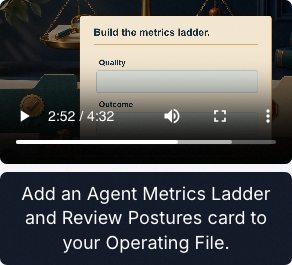 Build the metrics ladder.
Quality
Outcome
2:52 / 4:32
Add an Agent Metrics Ladder
and Review Postures card to
your Operating File.